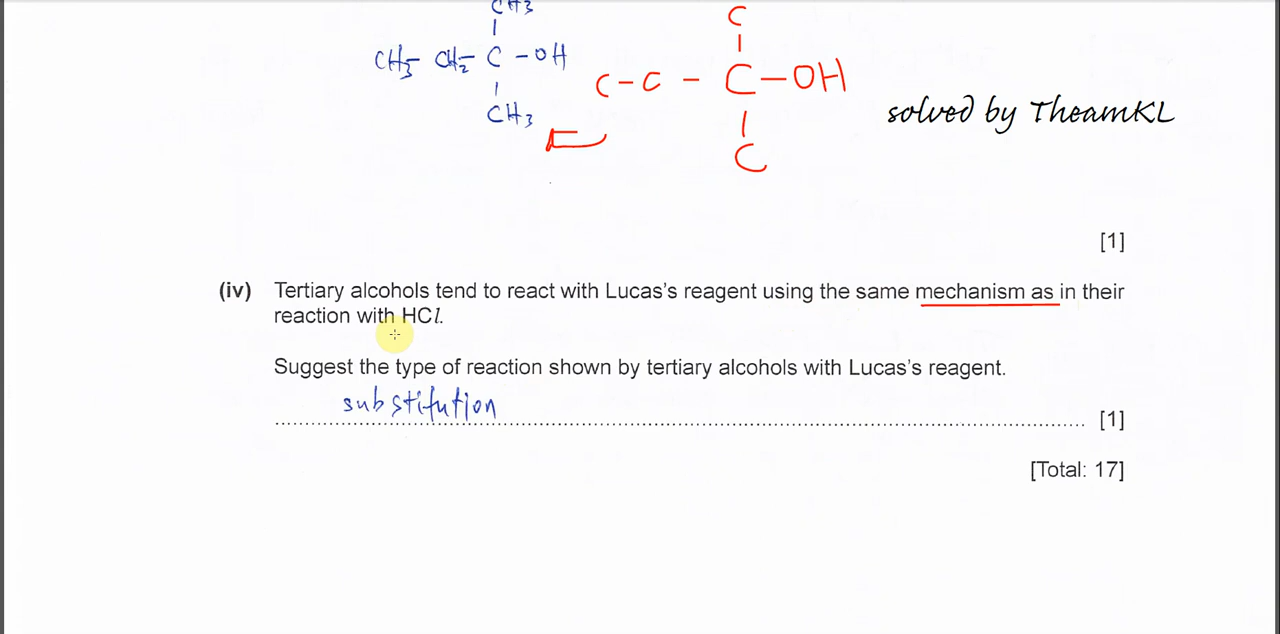 CH3
CH3 CH2 C - OH
CH3
C
C - C - C - OH
C
solved by TheamKL
[1]
(iv) Tertiary alcohols tend to react with Lucas's reagent using the same mechanism as in their
reaction with HCl.
Suggest the type of reaction shown by tertiary alcohols with Lucas's reagent.
substitution
[1]
[Total: 17]